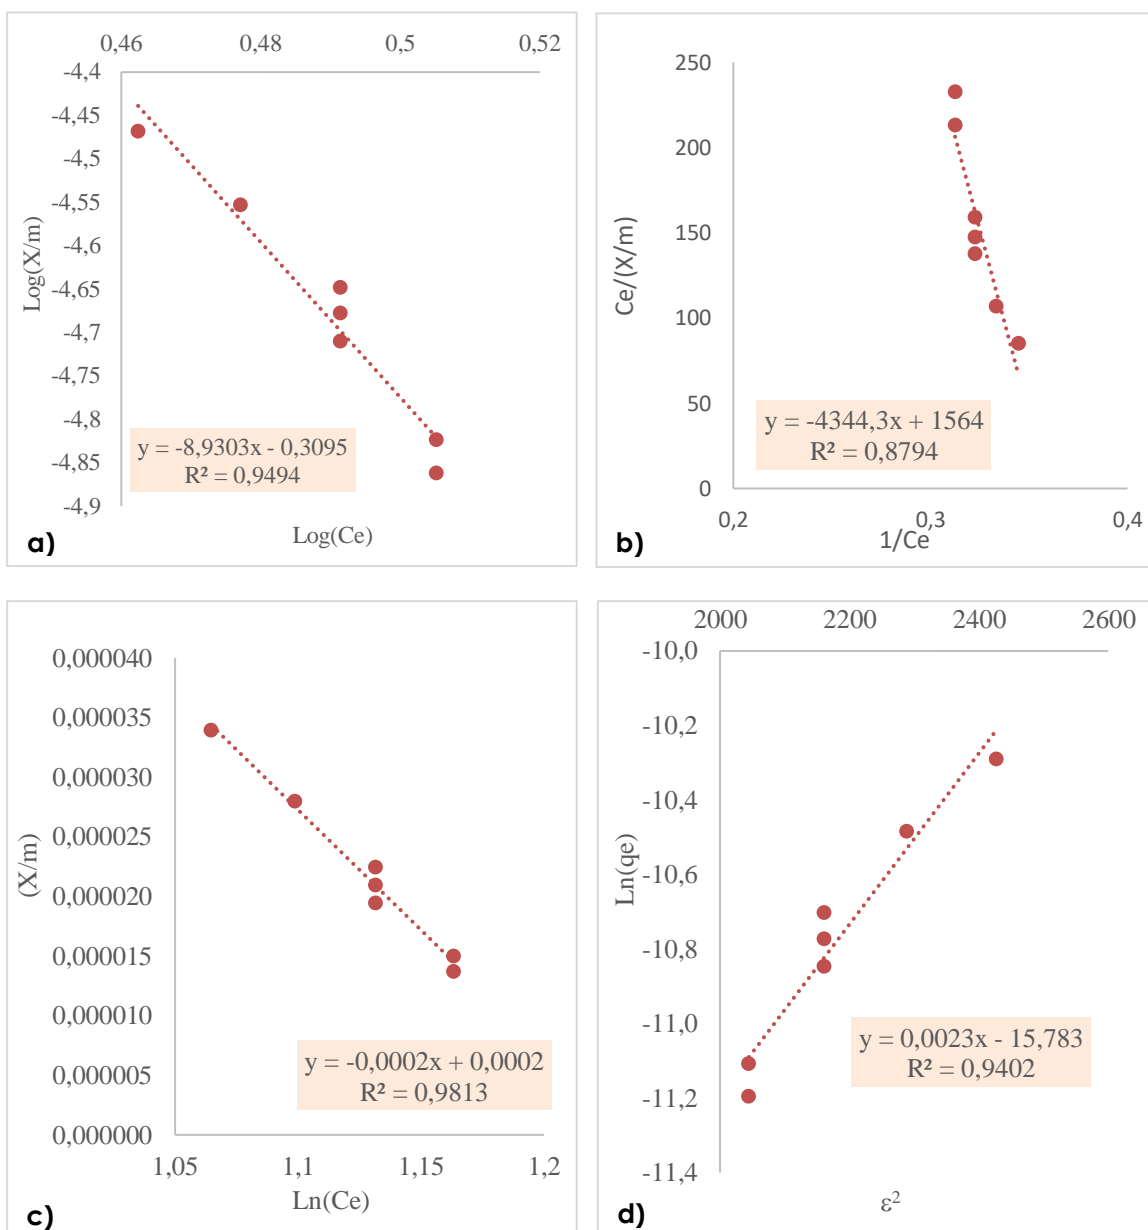 0,46 0,48 0,5 0,52
-4,4
-4,45
-4,5
-4,55
-4,6
-4,65
-4,7
-4,75
-4,8
-4,85
-4,9
Log(X/m)
y = -8,9303x - 0,3095
R² = 0,9494
Log(Ce)
a)
250
200
150
100
50
0
Ce/(X/m)
y = -4344,3x + 1564
R² = 0,8794
0,2 0,3 0,4
1/Ce
b)
0,000040
0,000035
0,000030
0,000025
0,000020
0,000015
0,000010
0,000005
0,000000
(X/m)
y = -0,0002x + 0,0002
R² = 0,9813
1,05 1,1 1,15 1,2
Ln(Ce)
c)
2000 2200 2400 2600
-10,0
-10,2
-10,4
-10,6
-10,8
-11,0
-11,2
-11,4
Ln(qe)
y = 0,0023x - 15,783
R² = 0,9402
ε²
d)